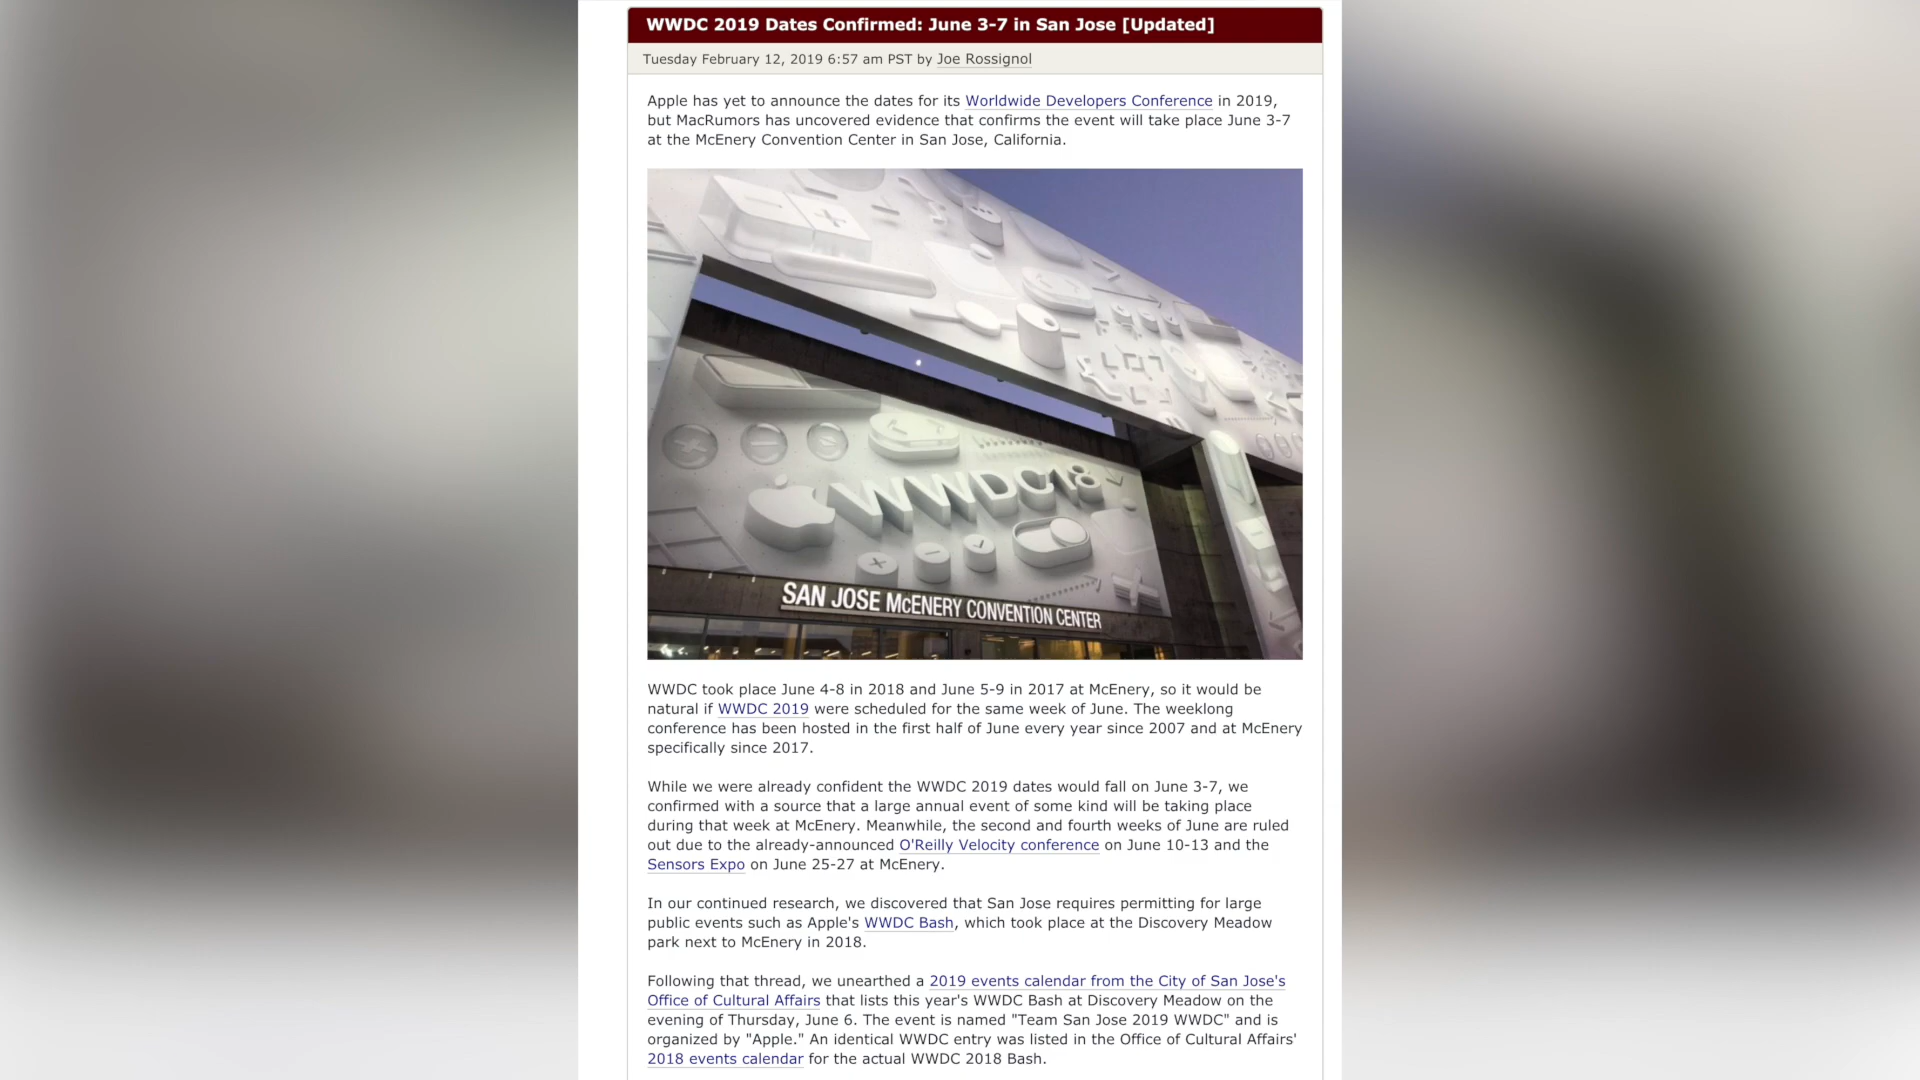 WWDC 2019 Dates Confirmed: June 3-7 in San Jose [Updated]
Tuesday February 12, 2019 6:57 am PST by Joe Rossignol
Apple has yet to announce the dates for its Worldwide Developers Conference in 2019,
but MacRumors has uncovered evidence that confirms the event will take place June 3-7
at the McEnery Convention Center in San Jose, California.
WWDC18
SAN JOSE McENERY CONVENTION CENTER
WWDC took place June 4-8 in 2018 and June 5-9 in 2017 at McEnery, so it would be
natural if WWDC 2019 were scheduled for the same week of June. The weeklong
conference has been hosted in the first half of June every year since 2007 and at McEnery
specifically since 2017.
While we were already confident the WWDC 2019 dates would fall on June 3-7, we
confirmed with a source that a large annual event of some kind will be taking place
during that week at McEnery. Meanwhile, the second and fourth weeks of June are ruled
out due to the already-announced O'Reilly Velocity conference on June 10-13 and the
Sensors Expo on June 25-27 at McEnery.
In our continued research, we discovered that San Jose requires permitting for large
public events such as Apple's WWDC Bash, which took place at the Discovery Meadow
park next to McEnery in 2018.
Following that thread, we unearthed a 2019 events calendar from the City of San Jose's
Office of Cultural Affairs that lists this year's WWDC Bash at Discovery Meadow on the
evening of Thursday, June 6. The event is named "Team San Jose 2019 WWDC" and is
organized by "Apple." An identical WWDC entry was listed in the Office of Cultural Affairs'
2018 events calendar for the actual WWDC 2018 Bash.